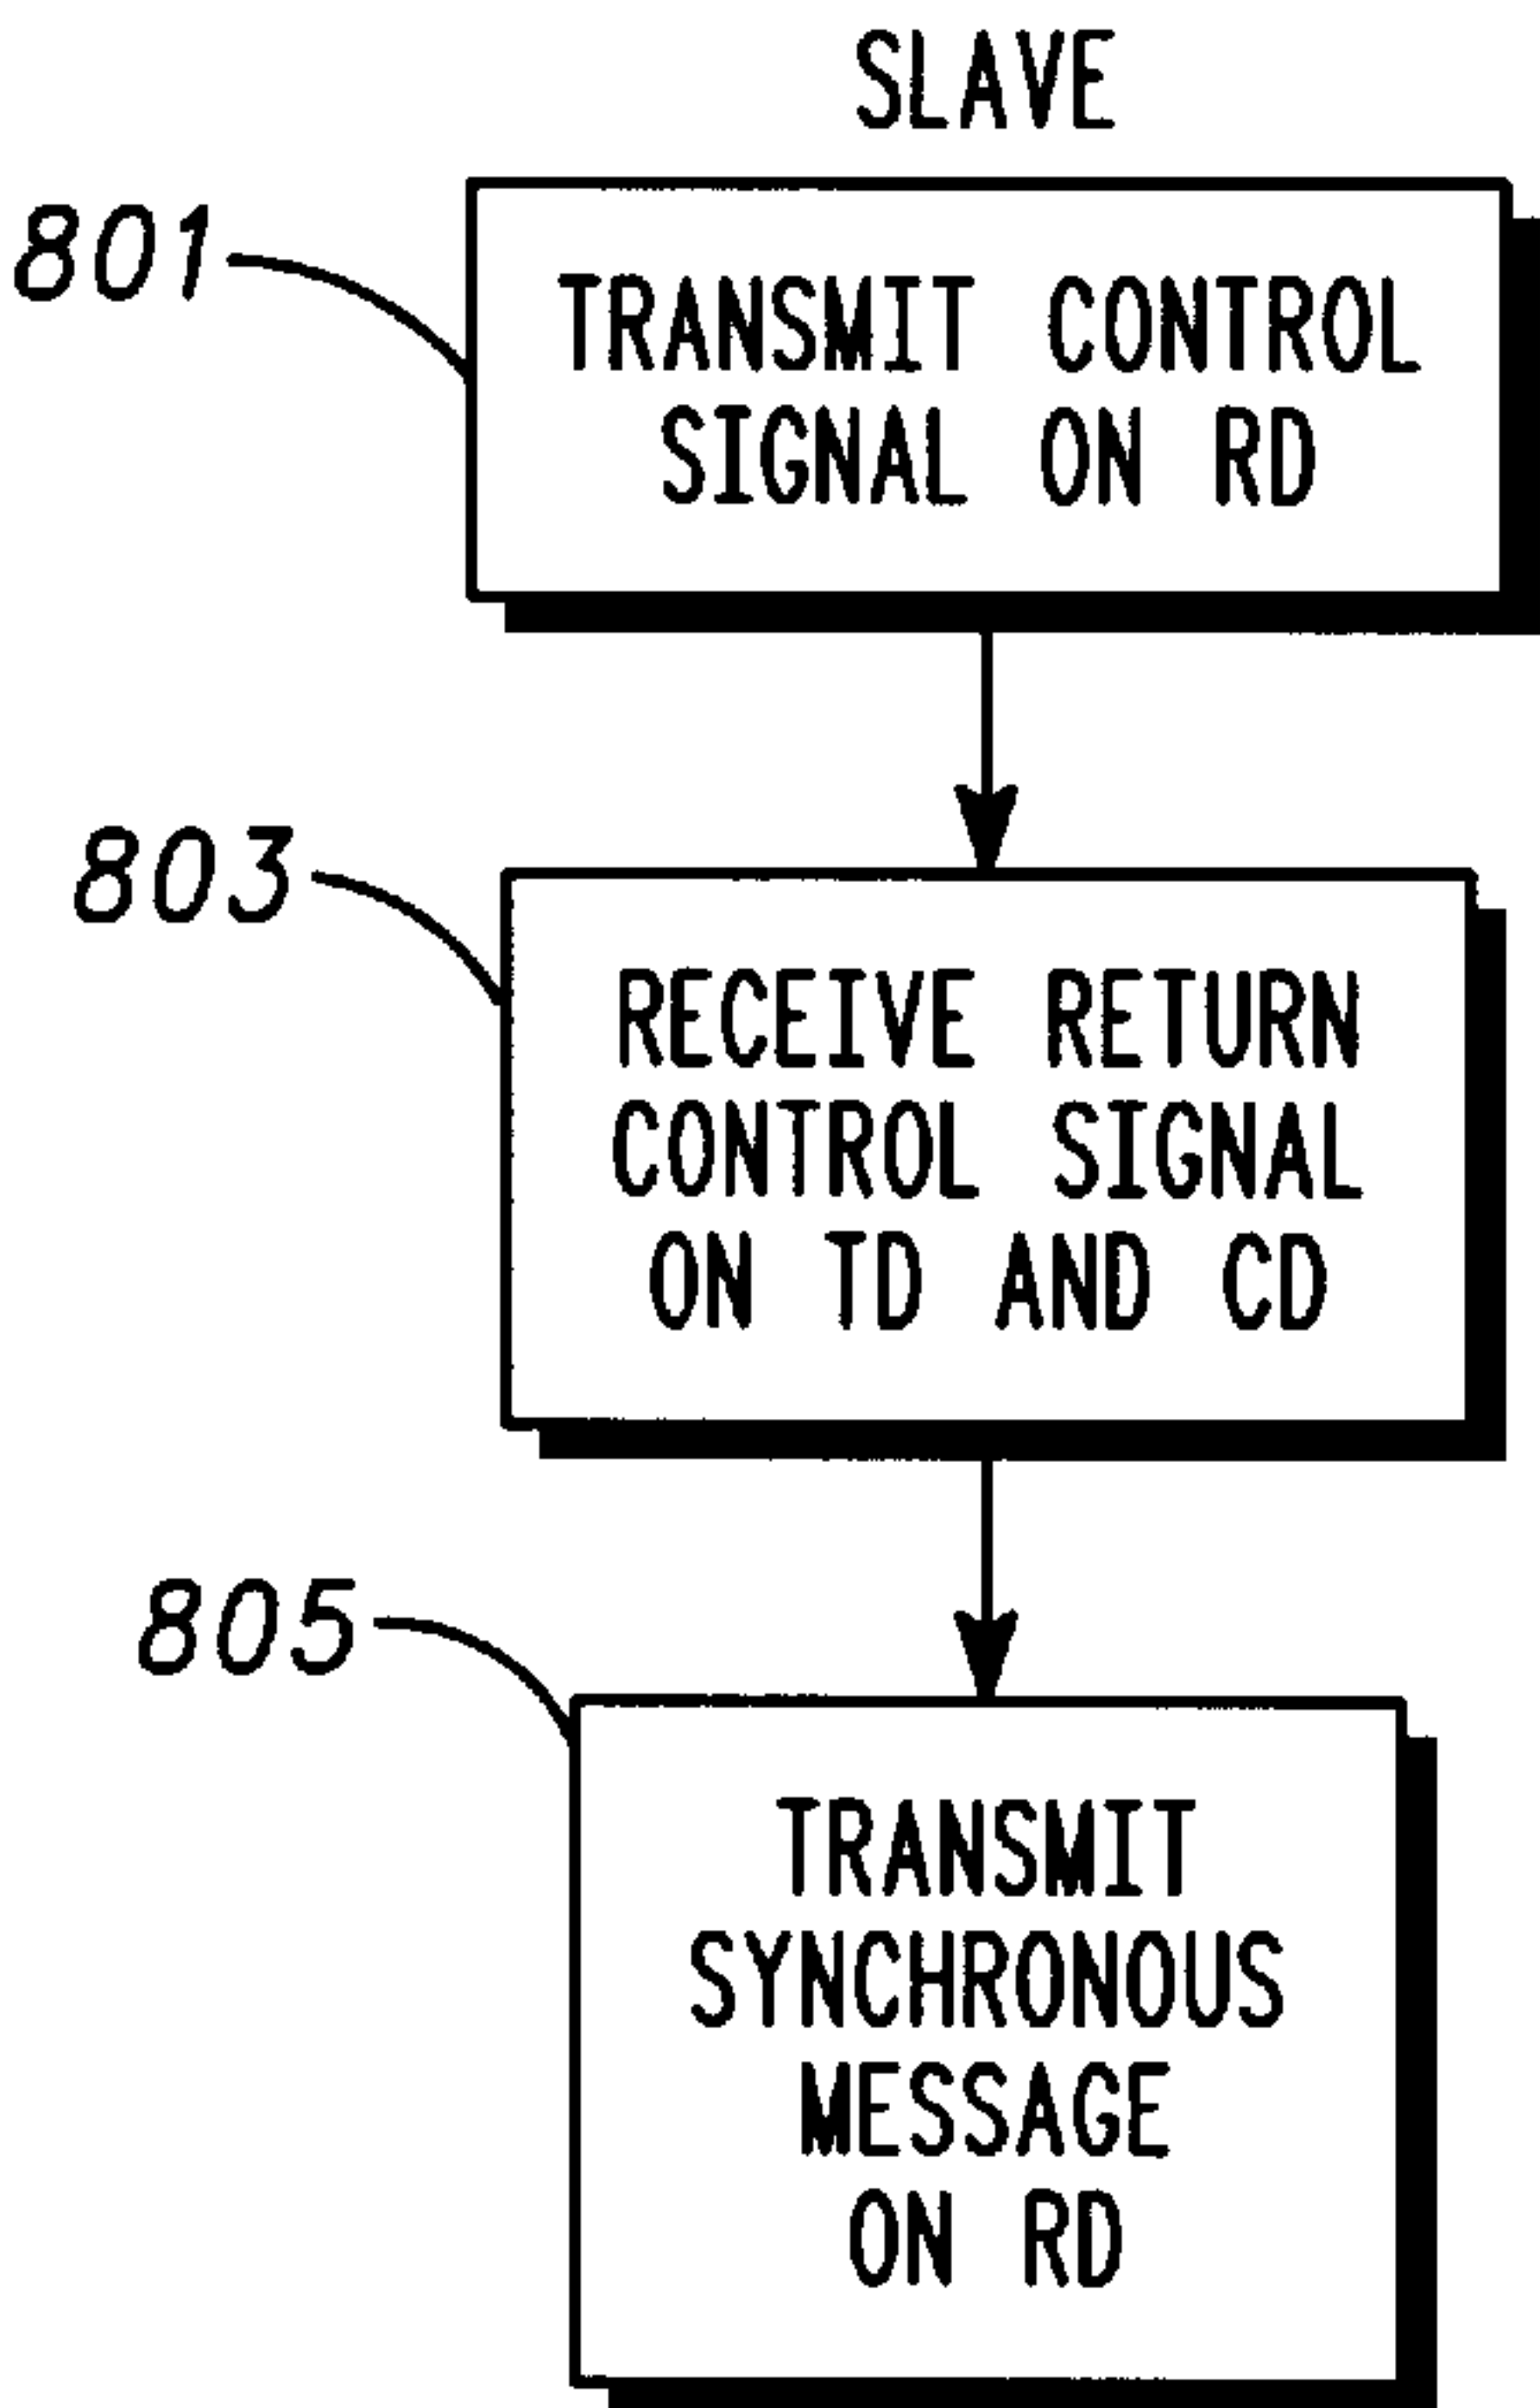 SLAVE
801
TRANSMIT CONTROL
SIGNAL ON RD
803
RECEIVE RETURN
CONTROL SIGNAL
ON TD AND CD
805
TRANSMIT
SYNCHRONOUS
MESSAGE
ON RD